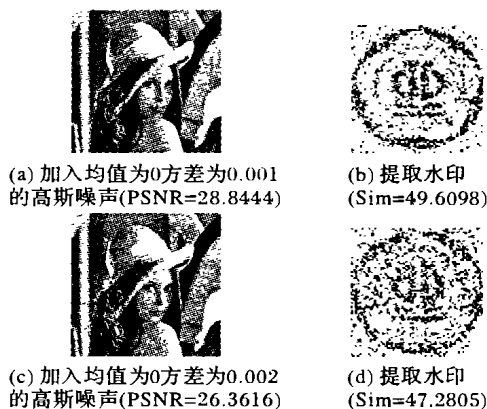 (a) 加入均值为0方差为0.001
的高斯噪声(PSNR=28.8444)
(b) 提取水印
(Sim=49.6098)
(c) 加入均值为0方差为0.002
的高斯噪声(PSNR=26.3616)
(d) 提取水印
(Sim=47.2805)